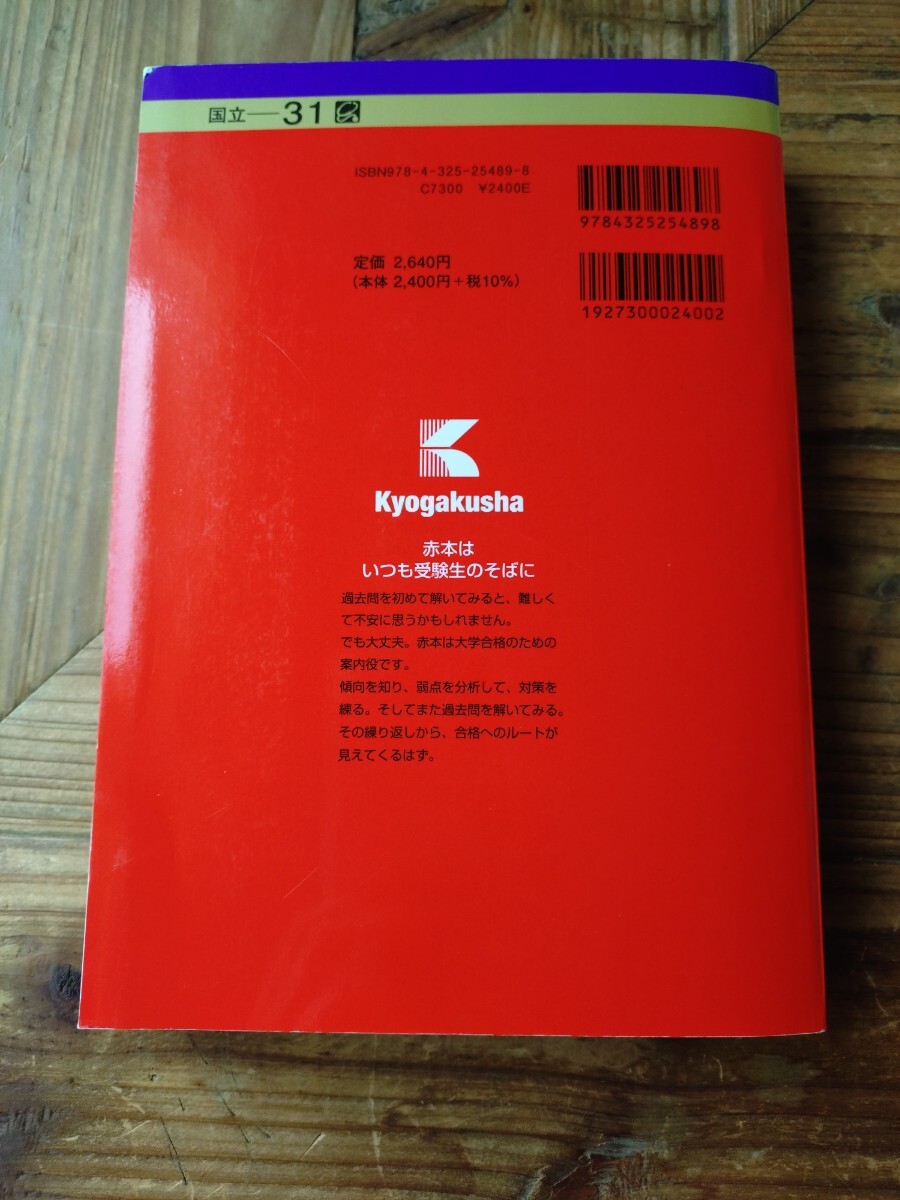 国立―31
ISBN978-4-325-25489-8
C7300 ¥2400E
9784325254898
定価 2,640円
(本体 2,400円+税10%)
1927300024002
Kyogakusha
赤本は
いつも受験生のそばに
過去問を初めて解いてみると、難しく
て不安に思うかもしれません。
でも大丈夫。赤本は大学合格のための
案内役です。
傾向を知り、弱点を分析して、対策を
練る。そしてまた過去問を解いてみる。
その繰り返しから、合格へのルートが
見えてくるはず。